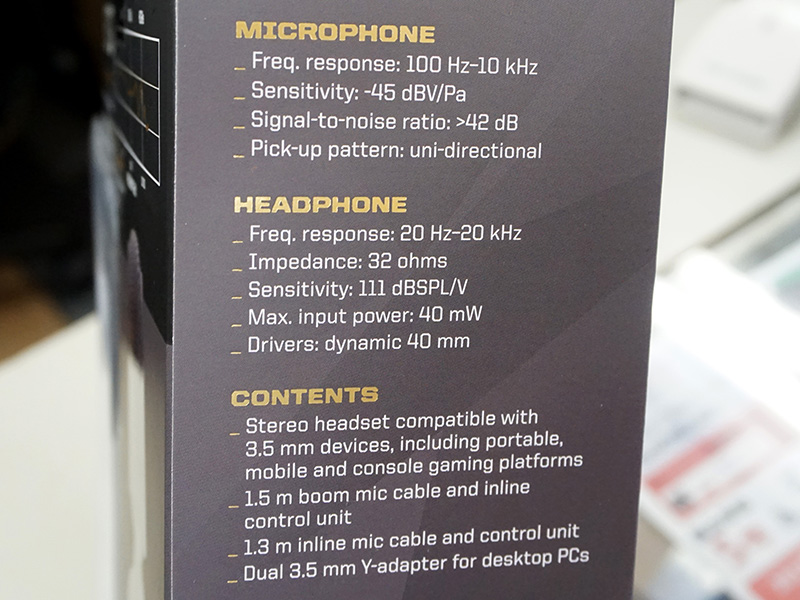 MICROPHONE
_ Freq. response: 100 Hz–10 kHz
_ Sensitivity: -45 dBV/Pa
_ Signal-to-noise ratio: >42 dB
_ Pick-up pattern: uni-directional
HEADPHONE
_ Freq. response: 20 Hz–20 kHz
_ Impedance: 32 ohms
_ Sensitivity: 111 dBSPL/V
_ Max. input power: 40 mW
_ Drivers: dynamic 40 mm
CONTENTS
_ Stereo headset compatible with
3.5 mm devices, including portable,
mobile and console gaming platforms
_ 1.5 m boom mic cable and inline
control unit
_ 1.3 m inline mic cable and control unit
_ Dual 3.5 mm Y-adapter for desktop PCs